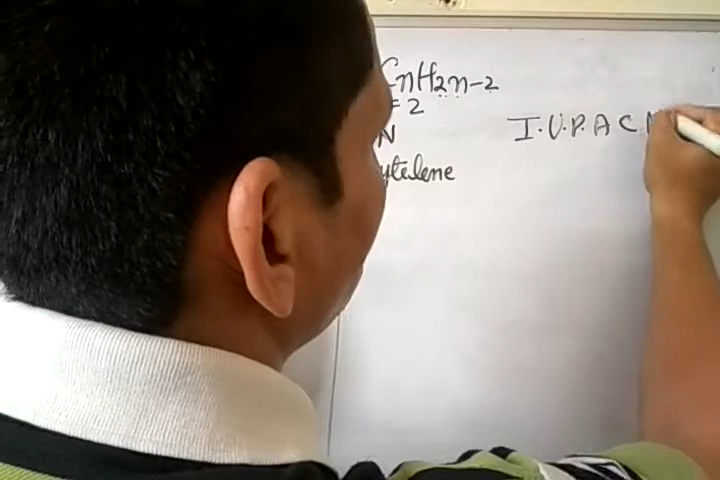 CnH2n-2
= 2
N
ytelene
I.U.P.A.C.